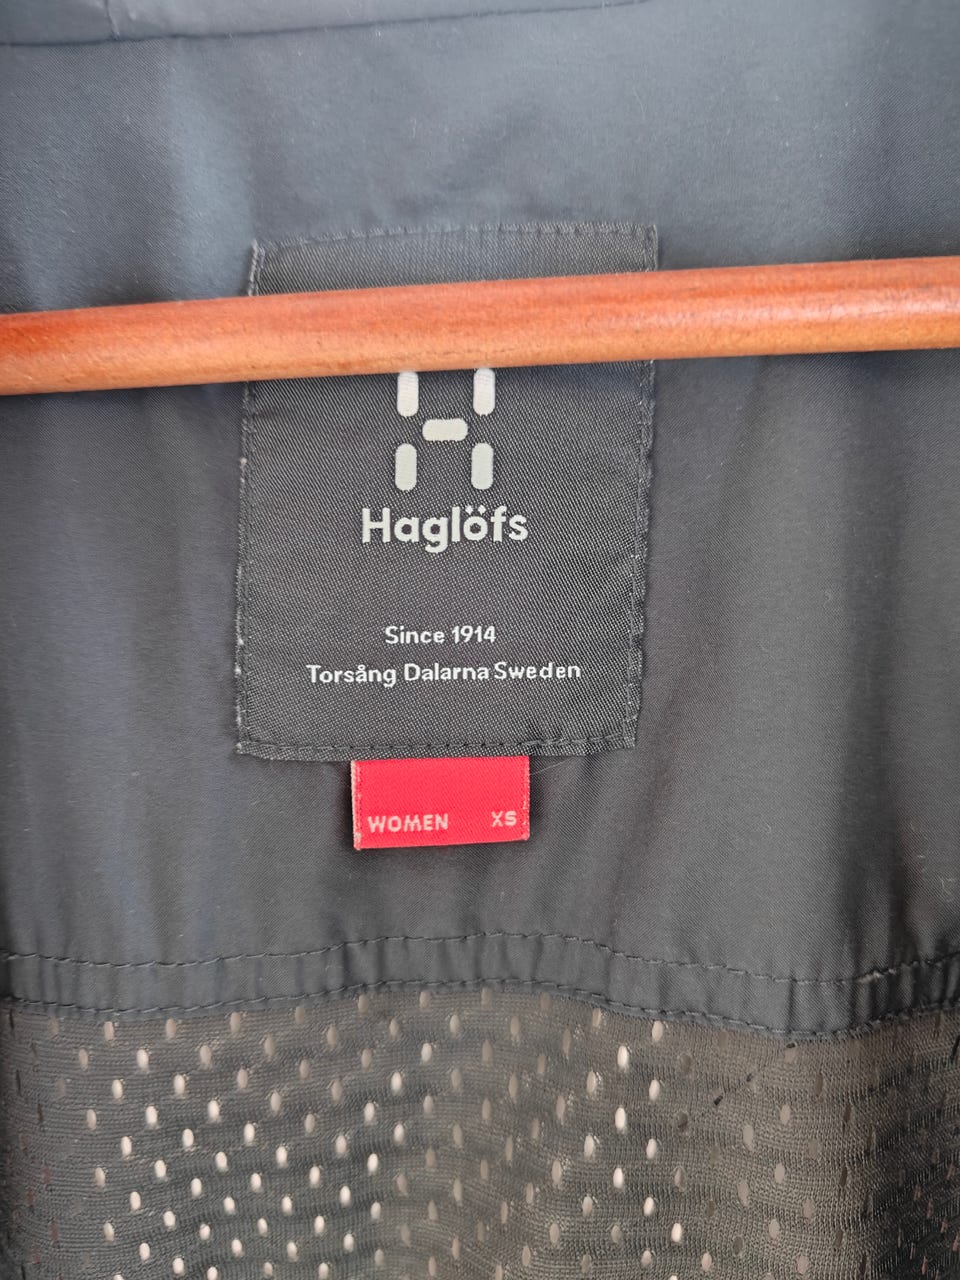 Haglöfs
Since 1914
Torsång Dalarna Sweden
WOMEN XS